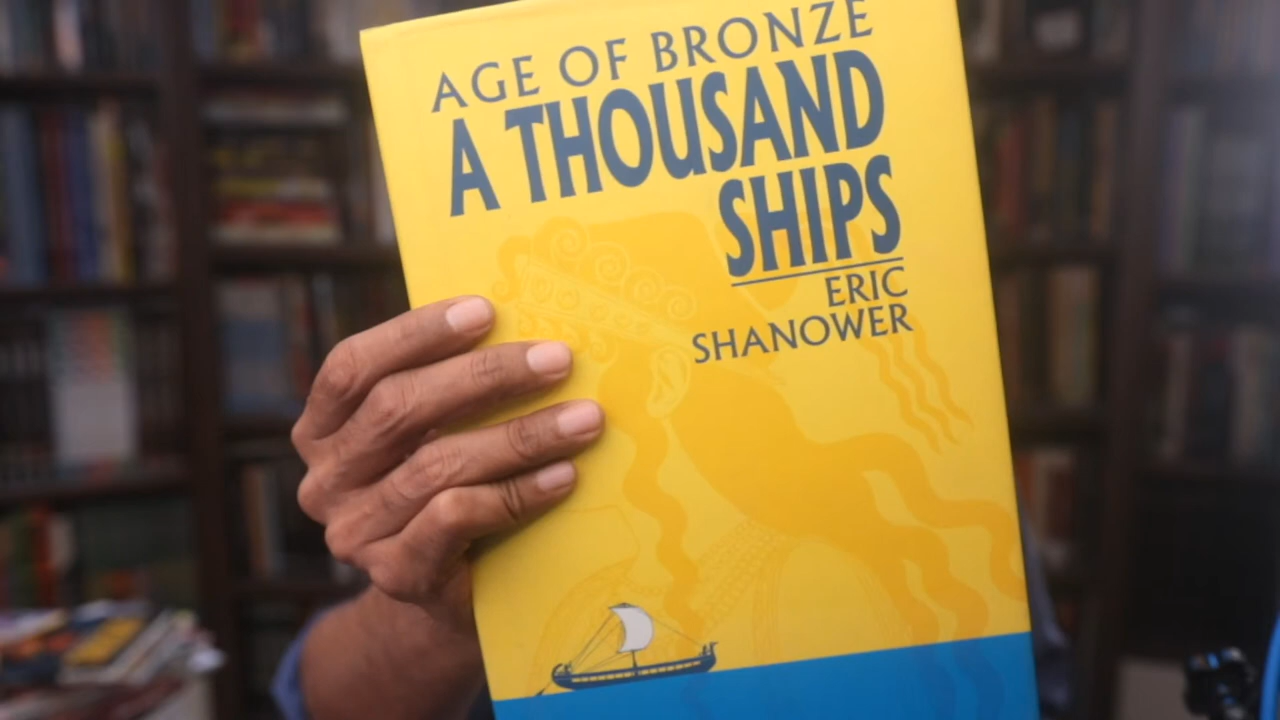 AGE OF BRONZE
A THOUSAND
SHIPS
ERIC
SHANOWER